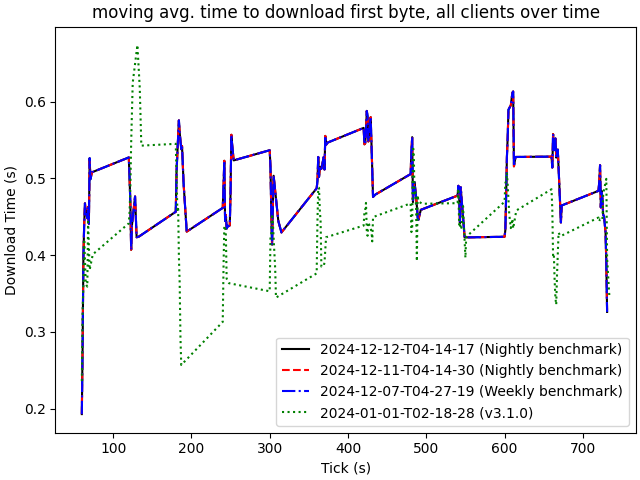 moving avg. time to download first byte, all clients over time
Download Time (s)
0.6
0.5
0.4
0.3
0.2
2024-12-12-T04-14-17 (Nightly benchmark)
2024-12-11-T04-14-30 (Nightly benchmark)
2024-12-07-T04-27-19 (Weekly benchmark)
2024-01-01-T02-18-28 (v3.1.0)
100 200 300 400 500 600 700
Tick (s)